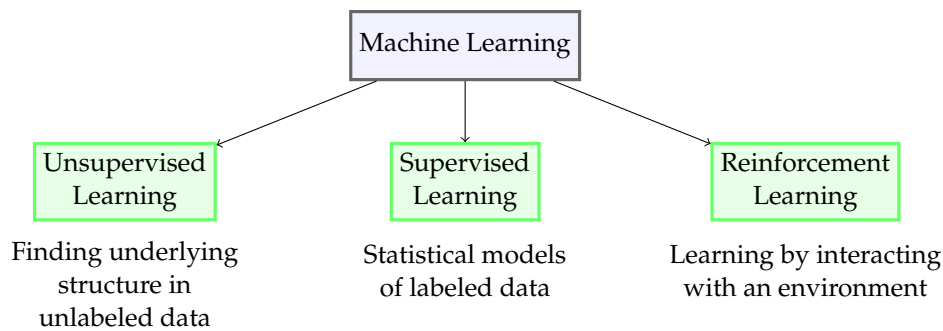 Machine Learning
Unsupervised
Learning
Supervised
Learning
Reinforcement
Learning
Finding underlying
structure in
unlabeled data
Statistical models
of labeled data
Learning by interacting
with an environment